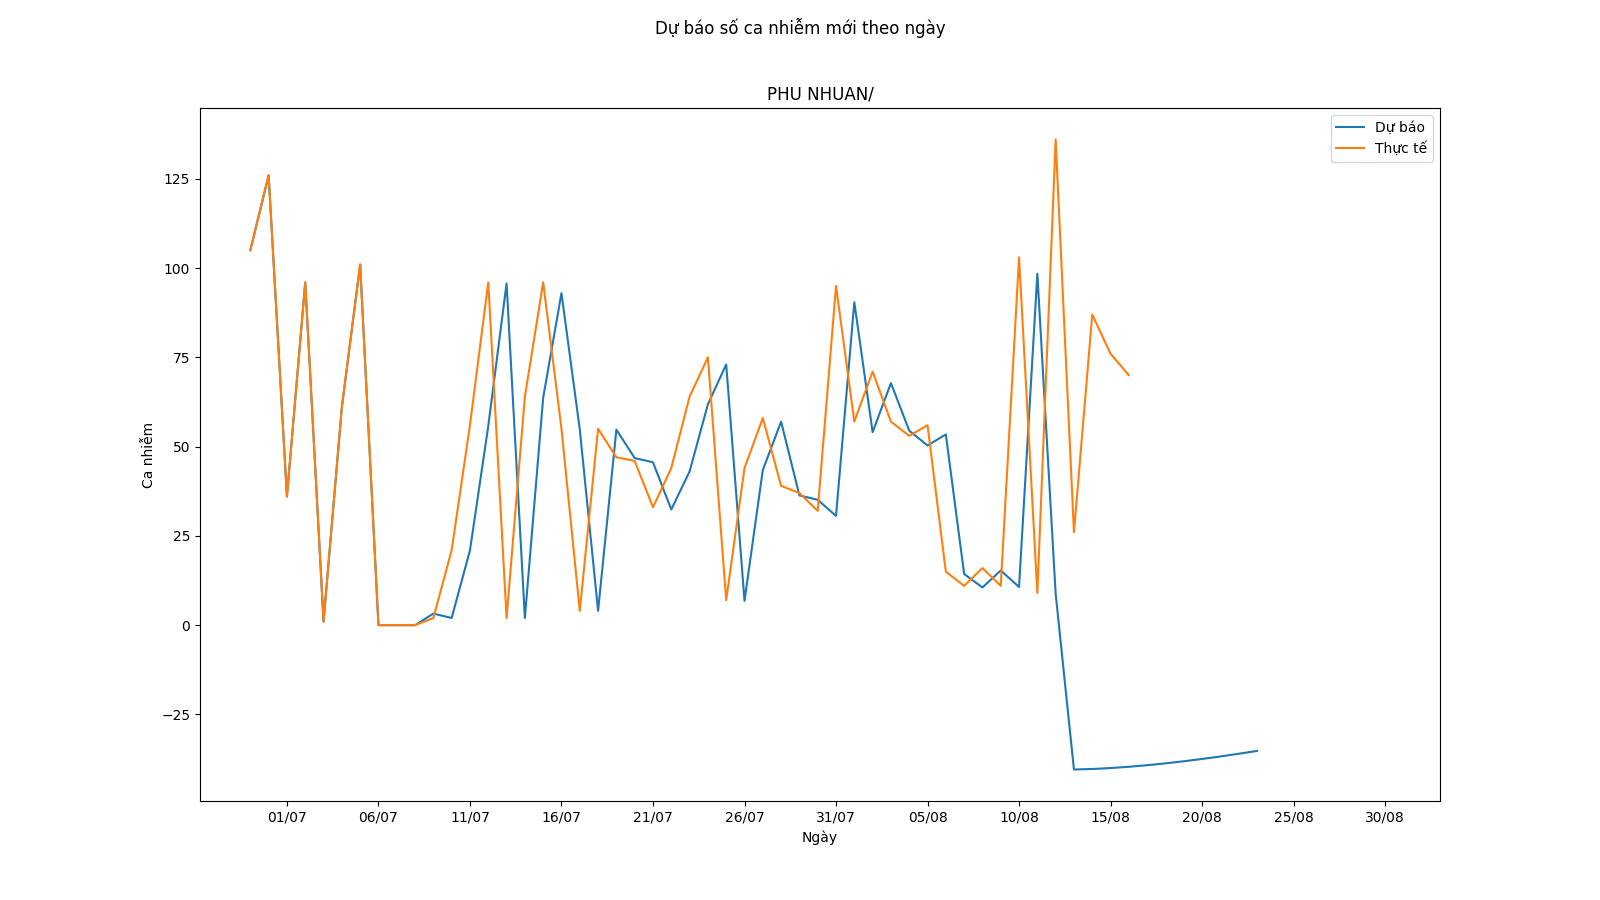 Dự báo số ca nhiễm mới theo ngày
PHU NHUAN/
Dự báo
Thực tế
125
100
75
50
25
0
−25
Ca nhiễm
01/07 06/07 11/07 16/07 21/07 26/07 31/07 05/08 10/08 15/08 20/08 25/08 30/08
Ngày